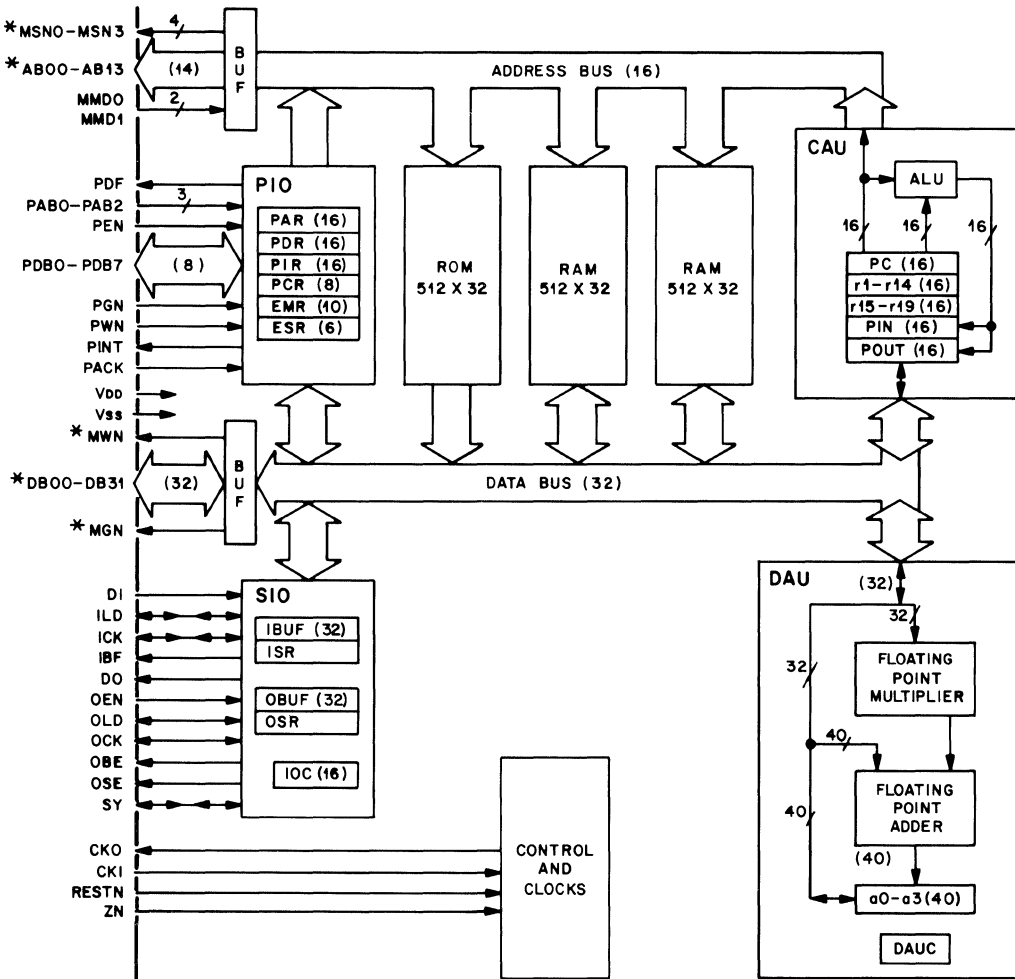 *MSN0-MSN3
4
*AB00-AB13
(14)
MMD0
MMD1
2
BUF
ADDRESS BUS (16)
PDF
PAB0-PAB2
3
PEN
PDB0-PDB7
(8)
PGN
PWN
PINT
PACK
VDD
VSS
PIO
PAR (16)
PDR (16)
PIR (16)
PCR (8)
EMR (10)
ESR (6)
ROM
512 X 32
RAM
512 X 32
RAM
512 X 32
CAU
ALU
16
16
16
PC (16)
r1-r14 (16)
r15-r19 (16)
PIN (16)
POUT (16)
*MWN
*DB00-DB31
(32)
*MGN
BUF
DATA BUS (32)
DI
ILD
ICK
IBF
DO
OEN
OLD
OCK
OBE
OSE
SY
SIO
IBUF (32)
ISR
OBUF (32)
OSR
IOC (16)
CKO
CKI
RESTN
ZN
CONTROL
AND
CLOCKS
DAU
(32)
32
32
FLOATING
POINT
MULTIPLIER
40
40
FLOATING
POINT
ADDER
(40)
a0-a3(40)
DAUC